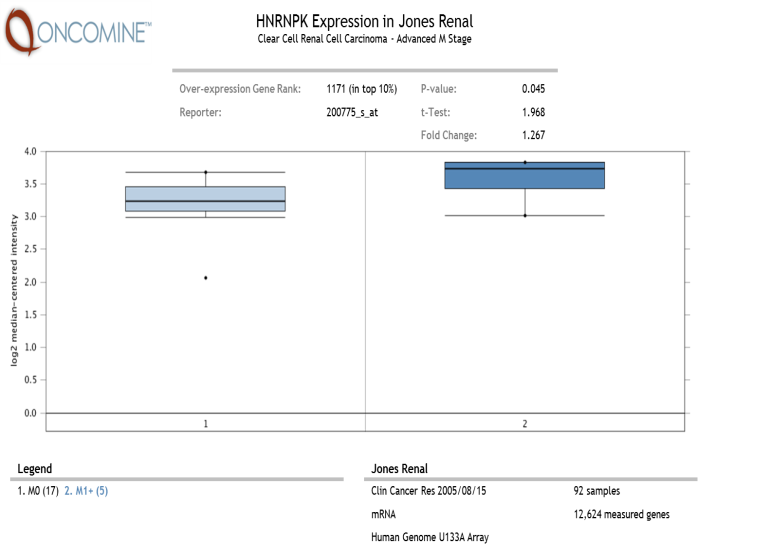 ONCOMINE™
HNRNPK Expression in Jones Renal
Clear Cell Renal Cell Carcinoma - Advanced M Stage
Over-expression Gene Rank: 1171 (in top 10%) P-value: 0.045
Reporter: 200775_s_at t-Test: 1.968
Fold Change: 1.267
4.0
3.5
3.0
2.5
2.0
1.5
1.0
0.5
0.0
log2 median-centered intensity
1 2
Legend
1. M0 (17) 2. M1+ (5)
Jones Renal
Clin Cancer Res 2005/08/15 92 samples
mRNA 12,624 measured genes
Human Genome U133A Array